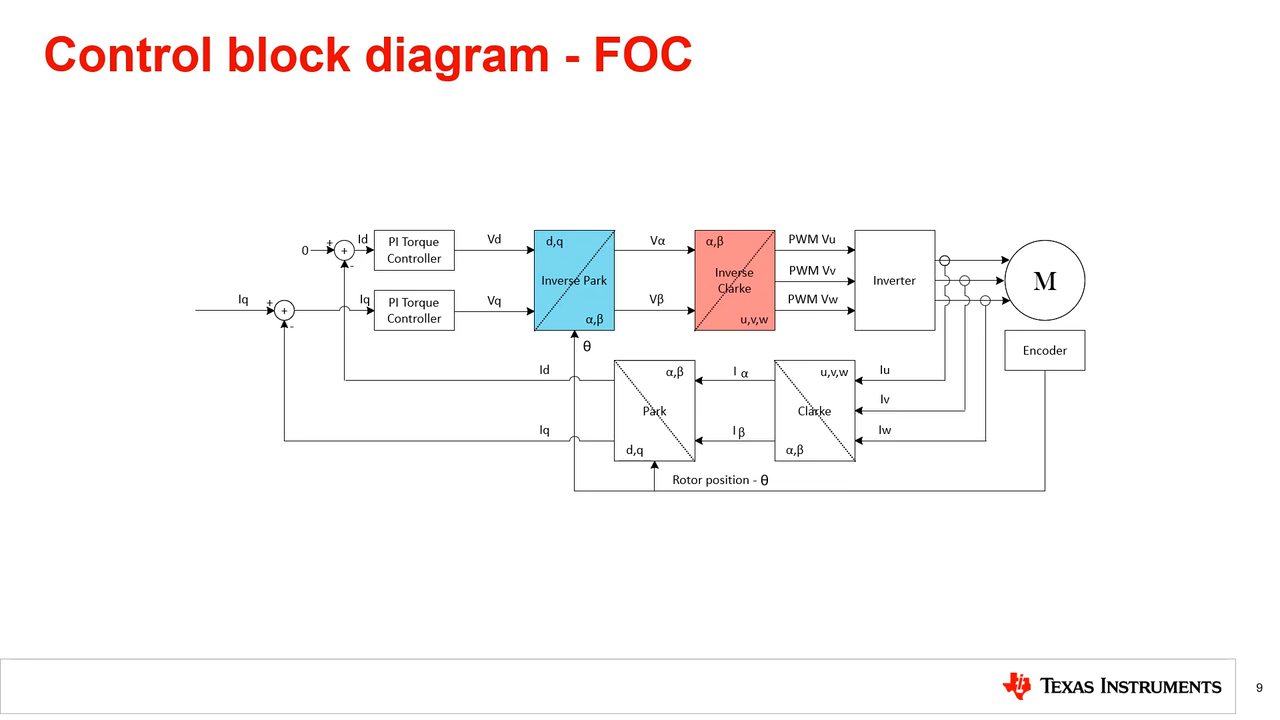 Control block diagram - FOC
0
+
+
-
Id
PI Torque
Controller
Vd
d,q
Inverse Park
α,β
Vα
α,β
Inverse
Clarke
u,v,w
PWM Vu
PWM Vv
PWM Vw
Inverter
M
Iq
+
+
-
Iq
PI Torque
Controller
Vq
Vβ
θ
Encoder
Id
Iq
α,β
Park
d,q
I α
I β
u,v,w
Clarke
α,β
Iu
Iv
Iw
Rotor position - θ
TEXAS INSTRUMENTS
9